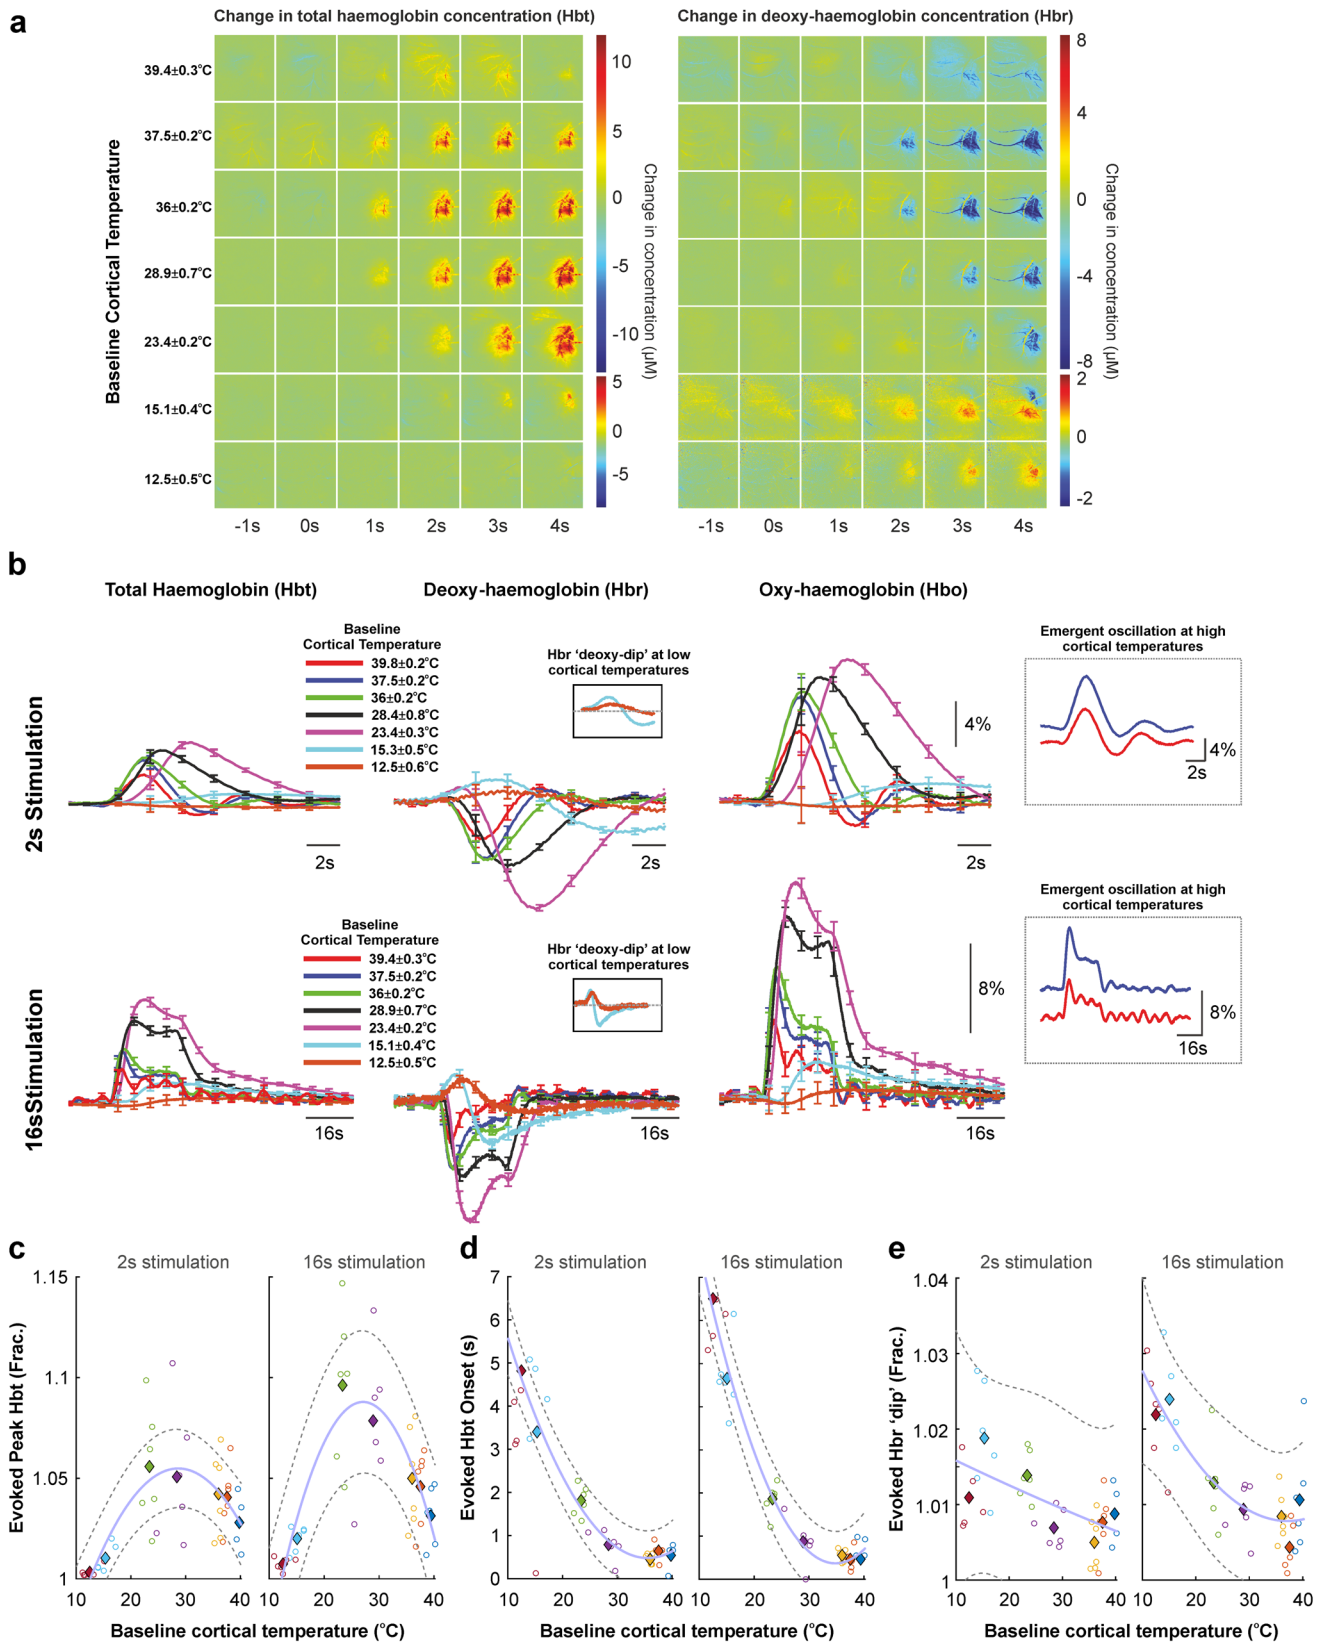 a
Change in total haemoglobin concentration (Hbt)
Change in deoxy-haemoglobin concentration (Hbr)
Baseline Cortical Temperature
39.4±0.3°C
37.5±0.2°C
36±0.2°C
28.9±0.7°C
23.4±0.2°C
15.1±0.4°C
12.5±0.5°C
10
5
0
-5
-10
5
0
-5
Change in concentration (µM)
8
4
0
-4
-8
2
0
-2
Change in concentration (µM)
-1s 0s 1s 2s 3s 4s
-1s 0s 1s 2s 3s 4s
b
Total Haemoglobin (Hbt)
Deoxy-haemoglobin (Hbr)
Oxy-haemoglobin (Hbo)
2s Stimulation
Baseline
Cortical Temperature
39.8±0.2°C
37.5±0.2°C
36±0.2°C
28.4±0.8°C
23.4±0.3°C
15.3±0.5°C
12.5±0.6°C
Hbr ‘deoxy-dip’ at low
cortical temperatures
4%
Emergent oscillation at high
cortical temperatures
4%
2s
2s
2s
2s
16sStimulation
Baseline
Cortical Temperature
39.4±0.3°C
37.5±0.2°C
36±0.2°C
28.9±0.7°C
23.4±0.2°C
15.1±0.4°C
12.5±0.5°C
Hbr ‘deoxy-dip’ at low
cortical temperatures
8%
Emergent oscillation at high
cortical temperatures
8%
16s
16s
16s
16s
c
2s stimulation
16s stimulation
Evoked Peak Hbt (Frac.)
1.15
1.1
1.05
1
10 20 30 40
10 20 30 40
Baseline cortical temperature (°C)
d
2s stimulation
16s stimulation
Evoked Hbt Onset (s)
7
6
5
4
3
2
1
0
10 20 30 40
10 20 30 40
Baseline cortical temperature (°C)
e
2s stimulation
16s stimulation
Evoked Hbr ‘dip’ (Frac.)
1.04
1.03
1.02
1.01
1
10 20 30 40
10 20 30 40
Baseline cortical temperature (°C)